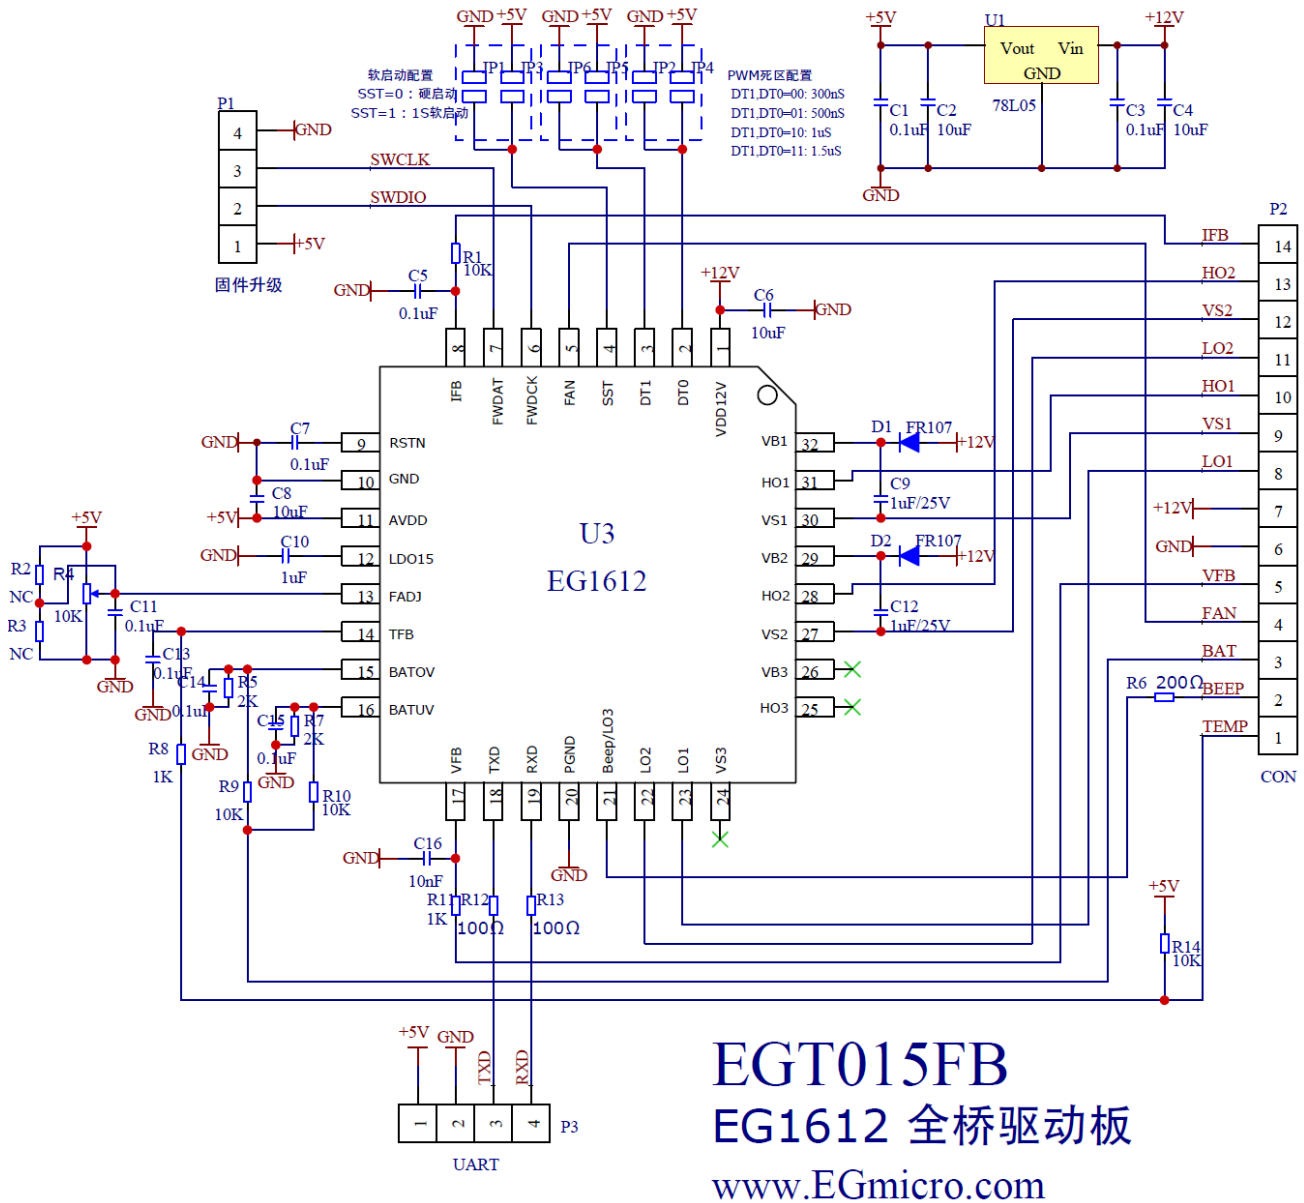 GND +5V GND +5V GND +5V
JP1 JP3 JP6 JP5 JP2 JP4
软启动配置
SST=0：硬启动
SST=1：1S软启动
PWM死区配置
DT1,DT0=00: 300nS
DT1,DT0=01: 500nS
DT1,DT0=10: 1uS
DT1,DT0=11: 1.5uS
+5V
U1
+12V
Vout Vin
GND
78L05
C1
0.1uF
C2
10uF
C3
0.1uF
C4
10uF
GND
P1
4 GND
3 SWCLK
2 SWDIO
1 +5V
固件升级
R1
10K
GND
C5
0.1uF
+12V
C6
10uF
GND
P2
IFB 14
HO2 13
VS2 12
LO2 11
HO1 10
VS1 9
LO1 8
+12V 7
GND 6
VFB 5
FAN 4
BAT 3
R6 200Ω BEEP 2
TEMP 1
CON
8 7 6 5 4 3 2 1
IFB FWDAT FWDCK FAN SST DT1 DT0 VDD12V
GND
C7
0.1uF
9 RSTN
10 GND
C8
10uF
+5V
11 AVDD
GND
C10
1uF
12 LDO15
13 FADJ
14 TFB
15 BATOV
16 BATUV
U3
EG1612
VB1 32
HO1 31
VS1 30
VB2 29
HO2 28
VS2 27
VB3 26
HO3 25
D1 FR107
+12V
C9
1uF/25V
D2 FR107
+12V
C12
1uF/25V
+5V
R2
NC
R4
10K
R3
NC
C11
0.1uF
GND
C13
0.1uF
GND
C14
0.1uF
R5
2K
GND
C15
0.1uF
R7
2K
GND
R8
1K
R9
10K
R10
10K
VFB TXD RXD PGND Beep/LO3 LO2 LO1 VS3
17 18 19 20 21 22 23 24
GND
C16
10nF
GND
R11
1K
R12
100Ω
R13
100Ω
+5V
R14
10K
+5V GND TXD RXD
1 2 3 4
P3
UART
EGT015FB
EG1612 全桥驱动板
www.EGmicro.com